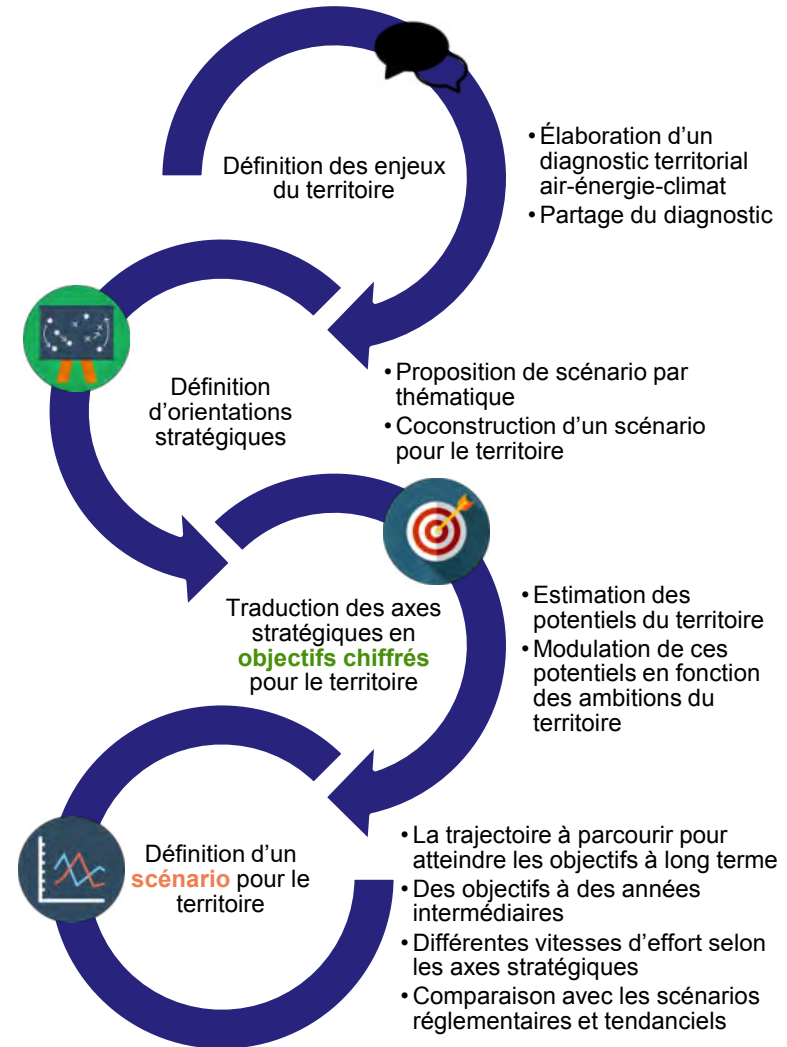 Définition des enjeux
du territoire
• Élaboration d’un
diagnostic territorial
air-énergie-climat
• Partage du diagnostic
Définition
d’orientations
stratégiques
• Proposition de scénario par
thématique
• Coconstruction d’un scénario
pour le territoire
Traduction des axes
stratégiques en
objectifs chiffrés
pour le territoire
• Estimation des
potentiels du territoire
• Modulation de ces
potentiels en fonction
des ambitions du
territoire
Définition d’un
scénario pour le
territoire
• La trajectoire à parcourir pour
atteindre les objectifs à long terme
• Des objectifs à des années
intermédiaires
• Différentes vitesses d’effort selon
les axes stratégiques
• Comparaison avec les scénarios
réglementaires et tendanciels